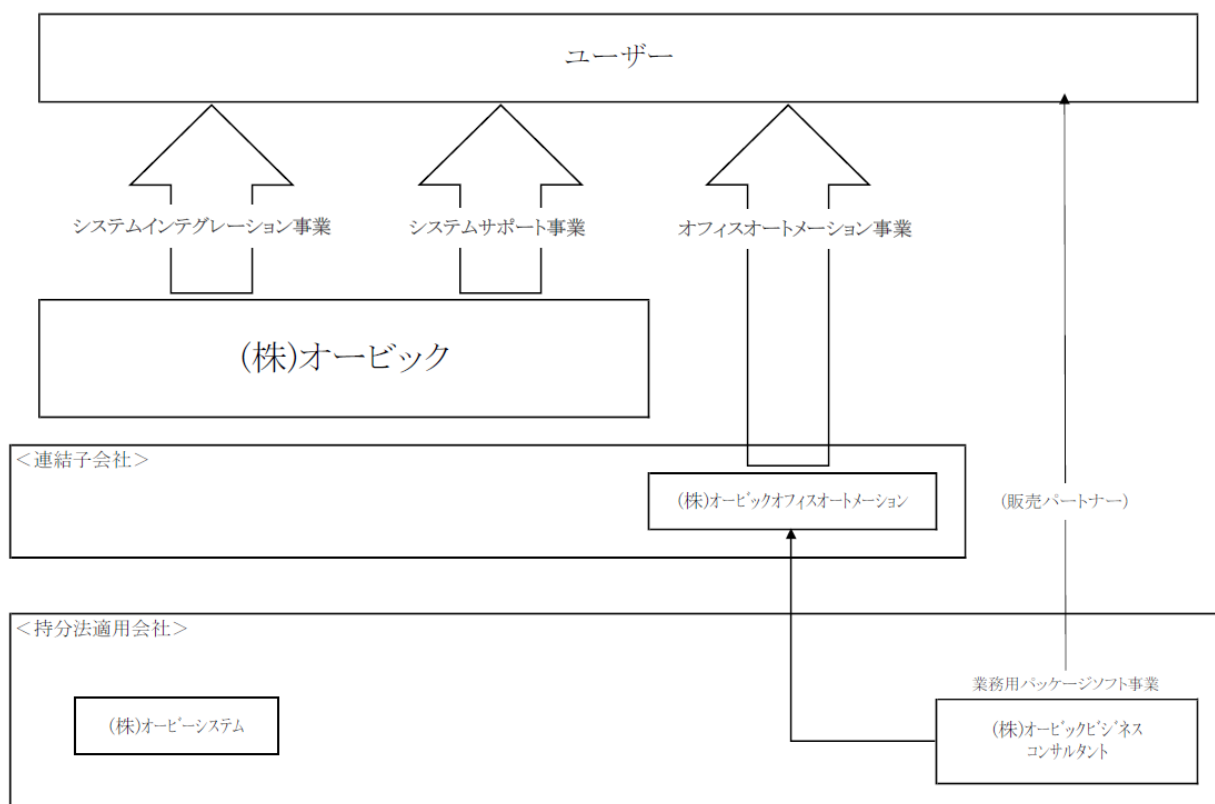 ユーザー
システムインテグレーション事業
システムサポート事業
オフィスオートメーション事業
(株)オービック
＜連結子会社＞
(株)オービックオフィスオートメーション
(販売パートナー)
＜持分法適用会社＞
業務用パッケージソフト事業
(株)オービーシステム
(株)オービックビジネス
コンサルタント